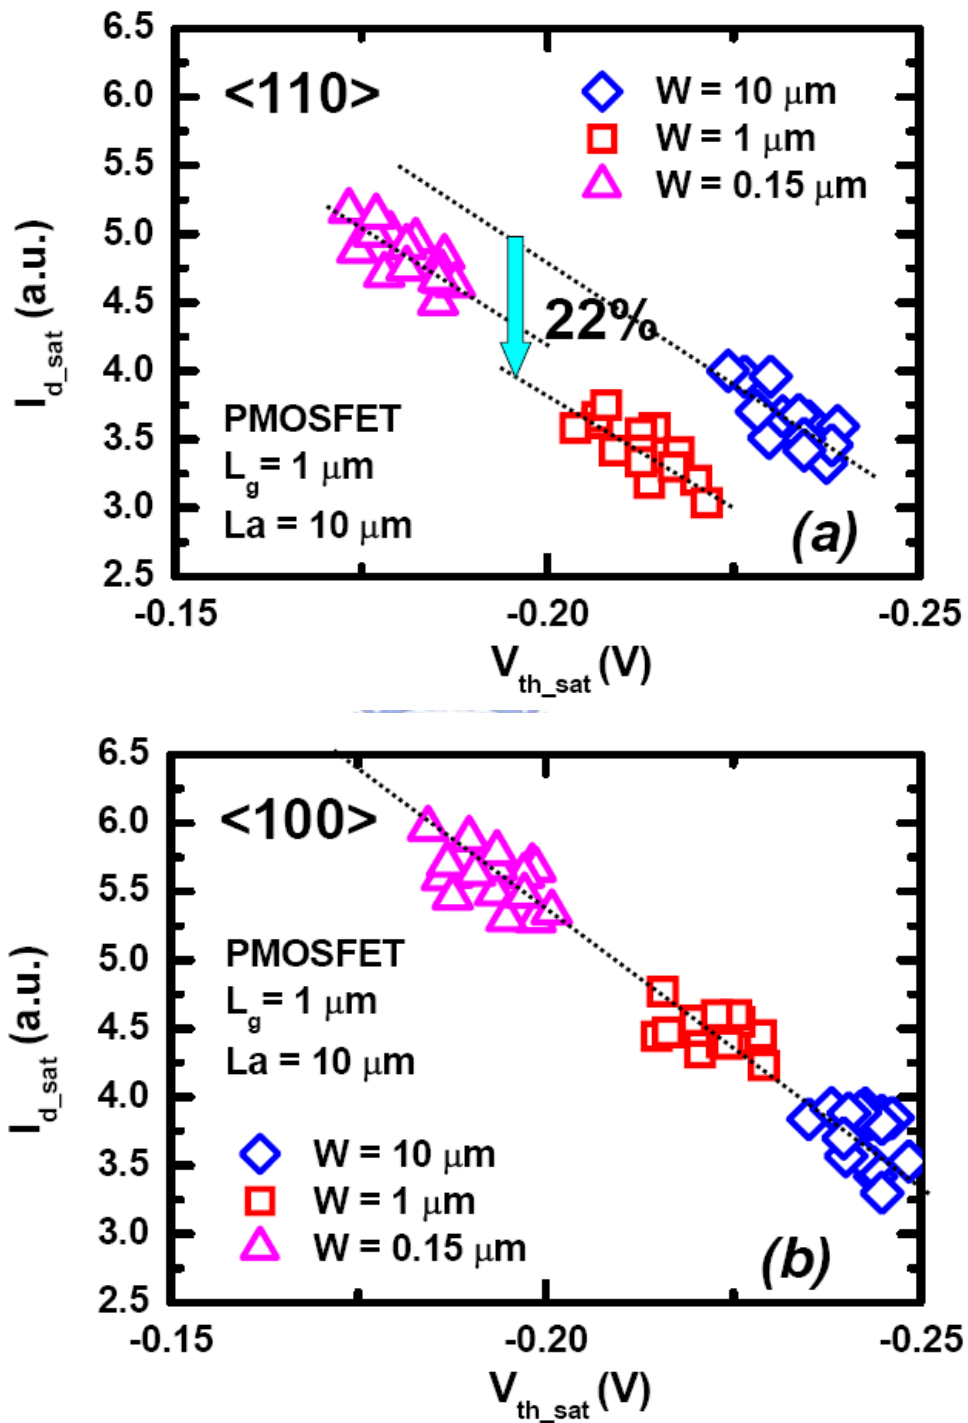 6.5
6.0
5.5
5.0
4.5
4.0
3.5
3.0
2.5
I_d_sat (a.u.)
<110>
W = 10 μm
W = 1 μm
W = 0.15 μm
22%
PMOSFET
L_g = 1 μm
La = 10 μm
(a)
-0.15
-0.20
-0.25
V_th_sat (V)
6.5
6.0
5.5
5.0
4.5
4.0
3.5
3.0
2.5
I_d_sat (a.u.)
<100>
PMOSFET
L_g = 1 μm
La = 10 μm
W = 10 μm
W = 1 μm
W = 0.15 μm
(b)
-0.15
-0.20
-0.25
V_th_sat (V)